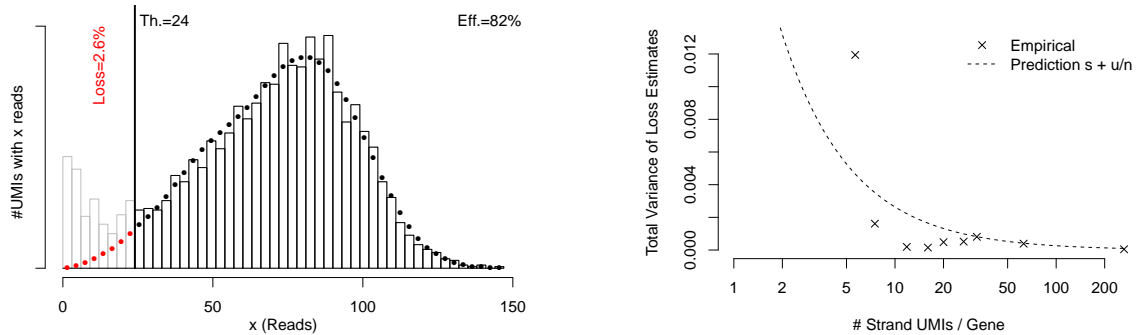 Th.=24
Eff.=82%
Loss=2.6%
#UMIs with x reads
0
50
100
150
x (Reads)
Empirical
Prediction s + u/n
Total Variance of Loss Estimates
0.012
0.008
0.004
0.000
1
2
5
10
20
50
100
200
# Strand UMIs / Gene